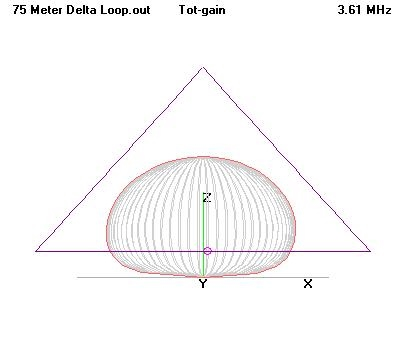 75 Meter Delta Loop.out Tot-gain 3.61 MHz
Z
Y X